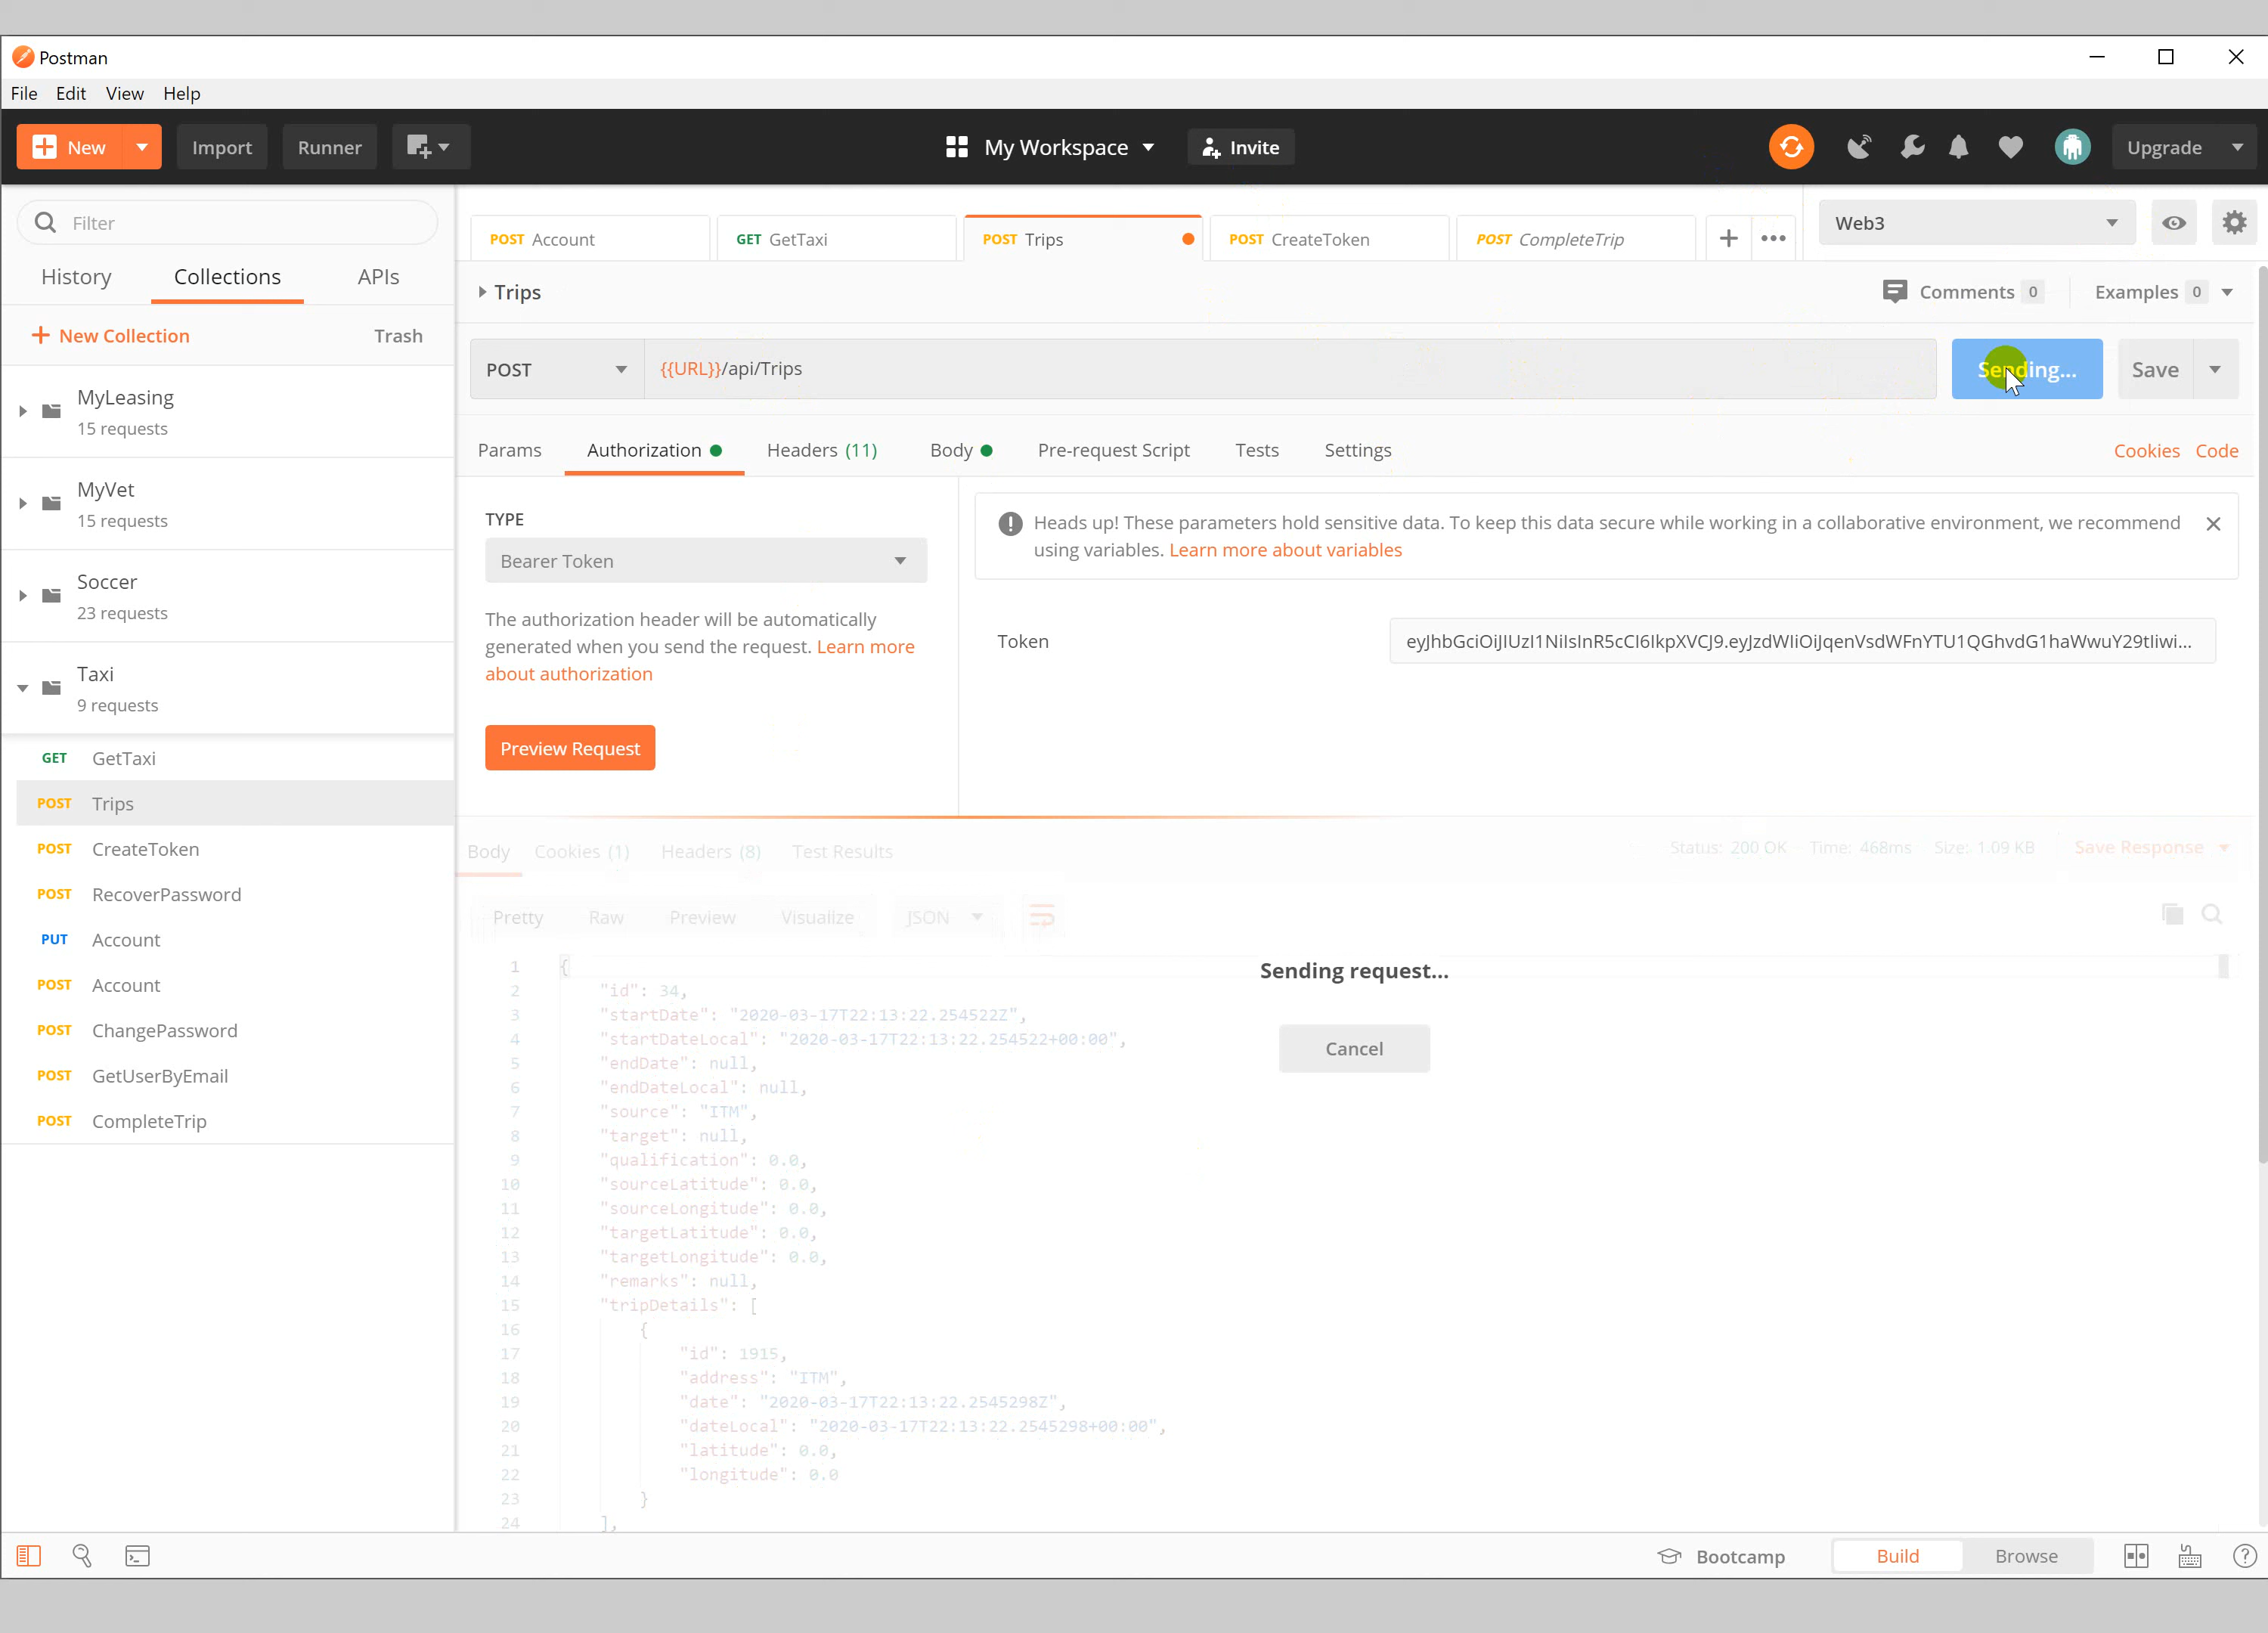 Postman
File Edit View Help
New Import Runner My Workspace Invite Upgrade
Filter
History Collections APIs
New Collection Trash
MyLeasing
15 requests
MyVet
15 requests
Soccer
23 requests
Taxi
9 requests
GET GetTaxi
POST Trips
POST CreateToken
POST RecoverPassword
PUT Account
POST Account
POST ChangePassword
POST GetUserByEmail
POST CompleteTrip
POST Account GET GetTaxi POST Trips POST CreateToken POST CompleteTrip
Web3
Trips Comments 0 Examples 0
POST {{URL}}/api/Trips Sending... Save
Params Authorization Headers (11) Body Pre-request Script Tests Settings Cookies Code
TYPE
Bearer Token
The authorization header will be automatically
generated when you send the request. Learn more
about authorization
Preview Request
Heads up! These parameters hold sensitive data. To keep this data secure while working in a collaborative environment, we recommend
using variables. Learn more about variables
Token
Body Cookies (1) Headers (8) Test Results Status: 200 OK Time: 468ms Size: 1.09 KB Save Response
Pretty Raw Preview Visualize JSON
Sending request...
Cancel
1 {
2 "id": 34,
3 "startDate": "2020-03-17T22:13:22.254522Z",
4 "startDateLocal": "2020-03-17T22:13:22.254522+00:00",
5 "endDate": null,
6 "endDateLocal": null,
7 "source": "ITM",
8 "target": null,
9 "qualification": 0.0,
10 "sourceLatitude": 0.0,
11 "sourceLongitude": 0.0,
12 "targetLatitude": 0.0,
13 "targetLongitude": 0.0,
14 "remarks": null,
15 "tripDetails": [
16 {
17 "id": 1915,
18 "address": "ITM",
19 "date": "2020-03-17T22:13:22.2545298Z",
20 "dateLocal": "2020-03-17T22:13:22.2545298+00:00",
21 "latitude": 0.0,
22 "longitude": 0.0
23 }
24 ],
Bootcamp Build Browse